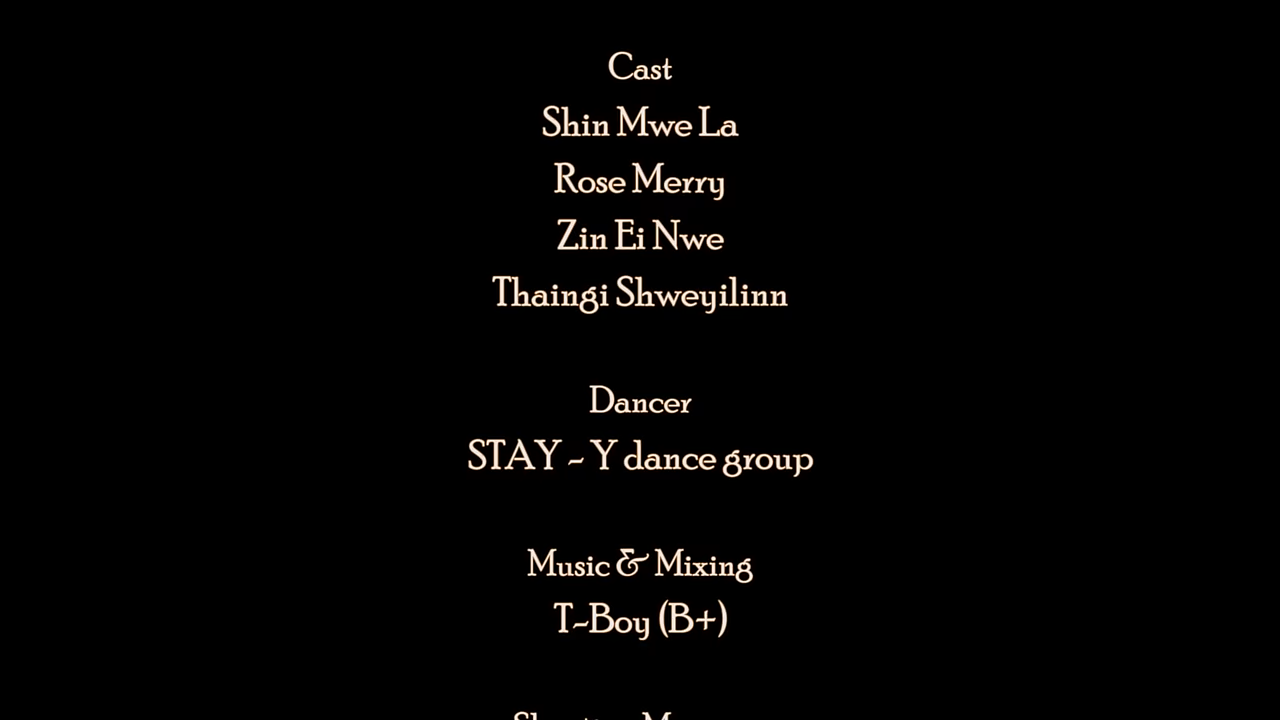 Cast
Shin Mwe La
Rose Merry
Zin Ei Nwe
Thaingi Shweyilinn
Dancer
STAY ~ Y dance group
Music & Mixing
T~Boy (B+)